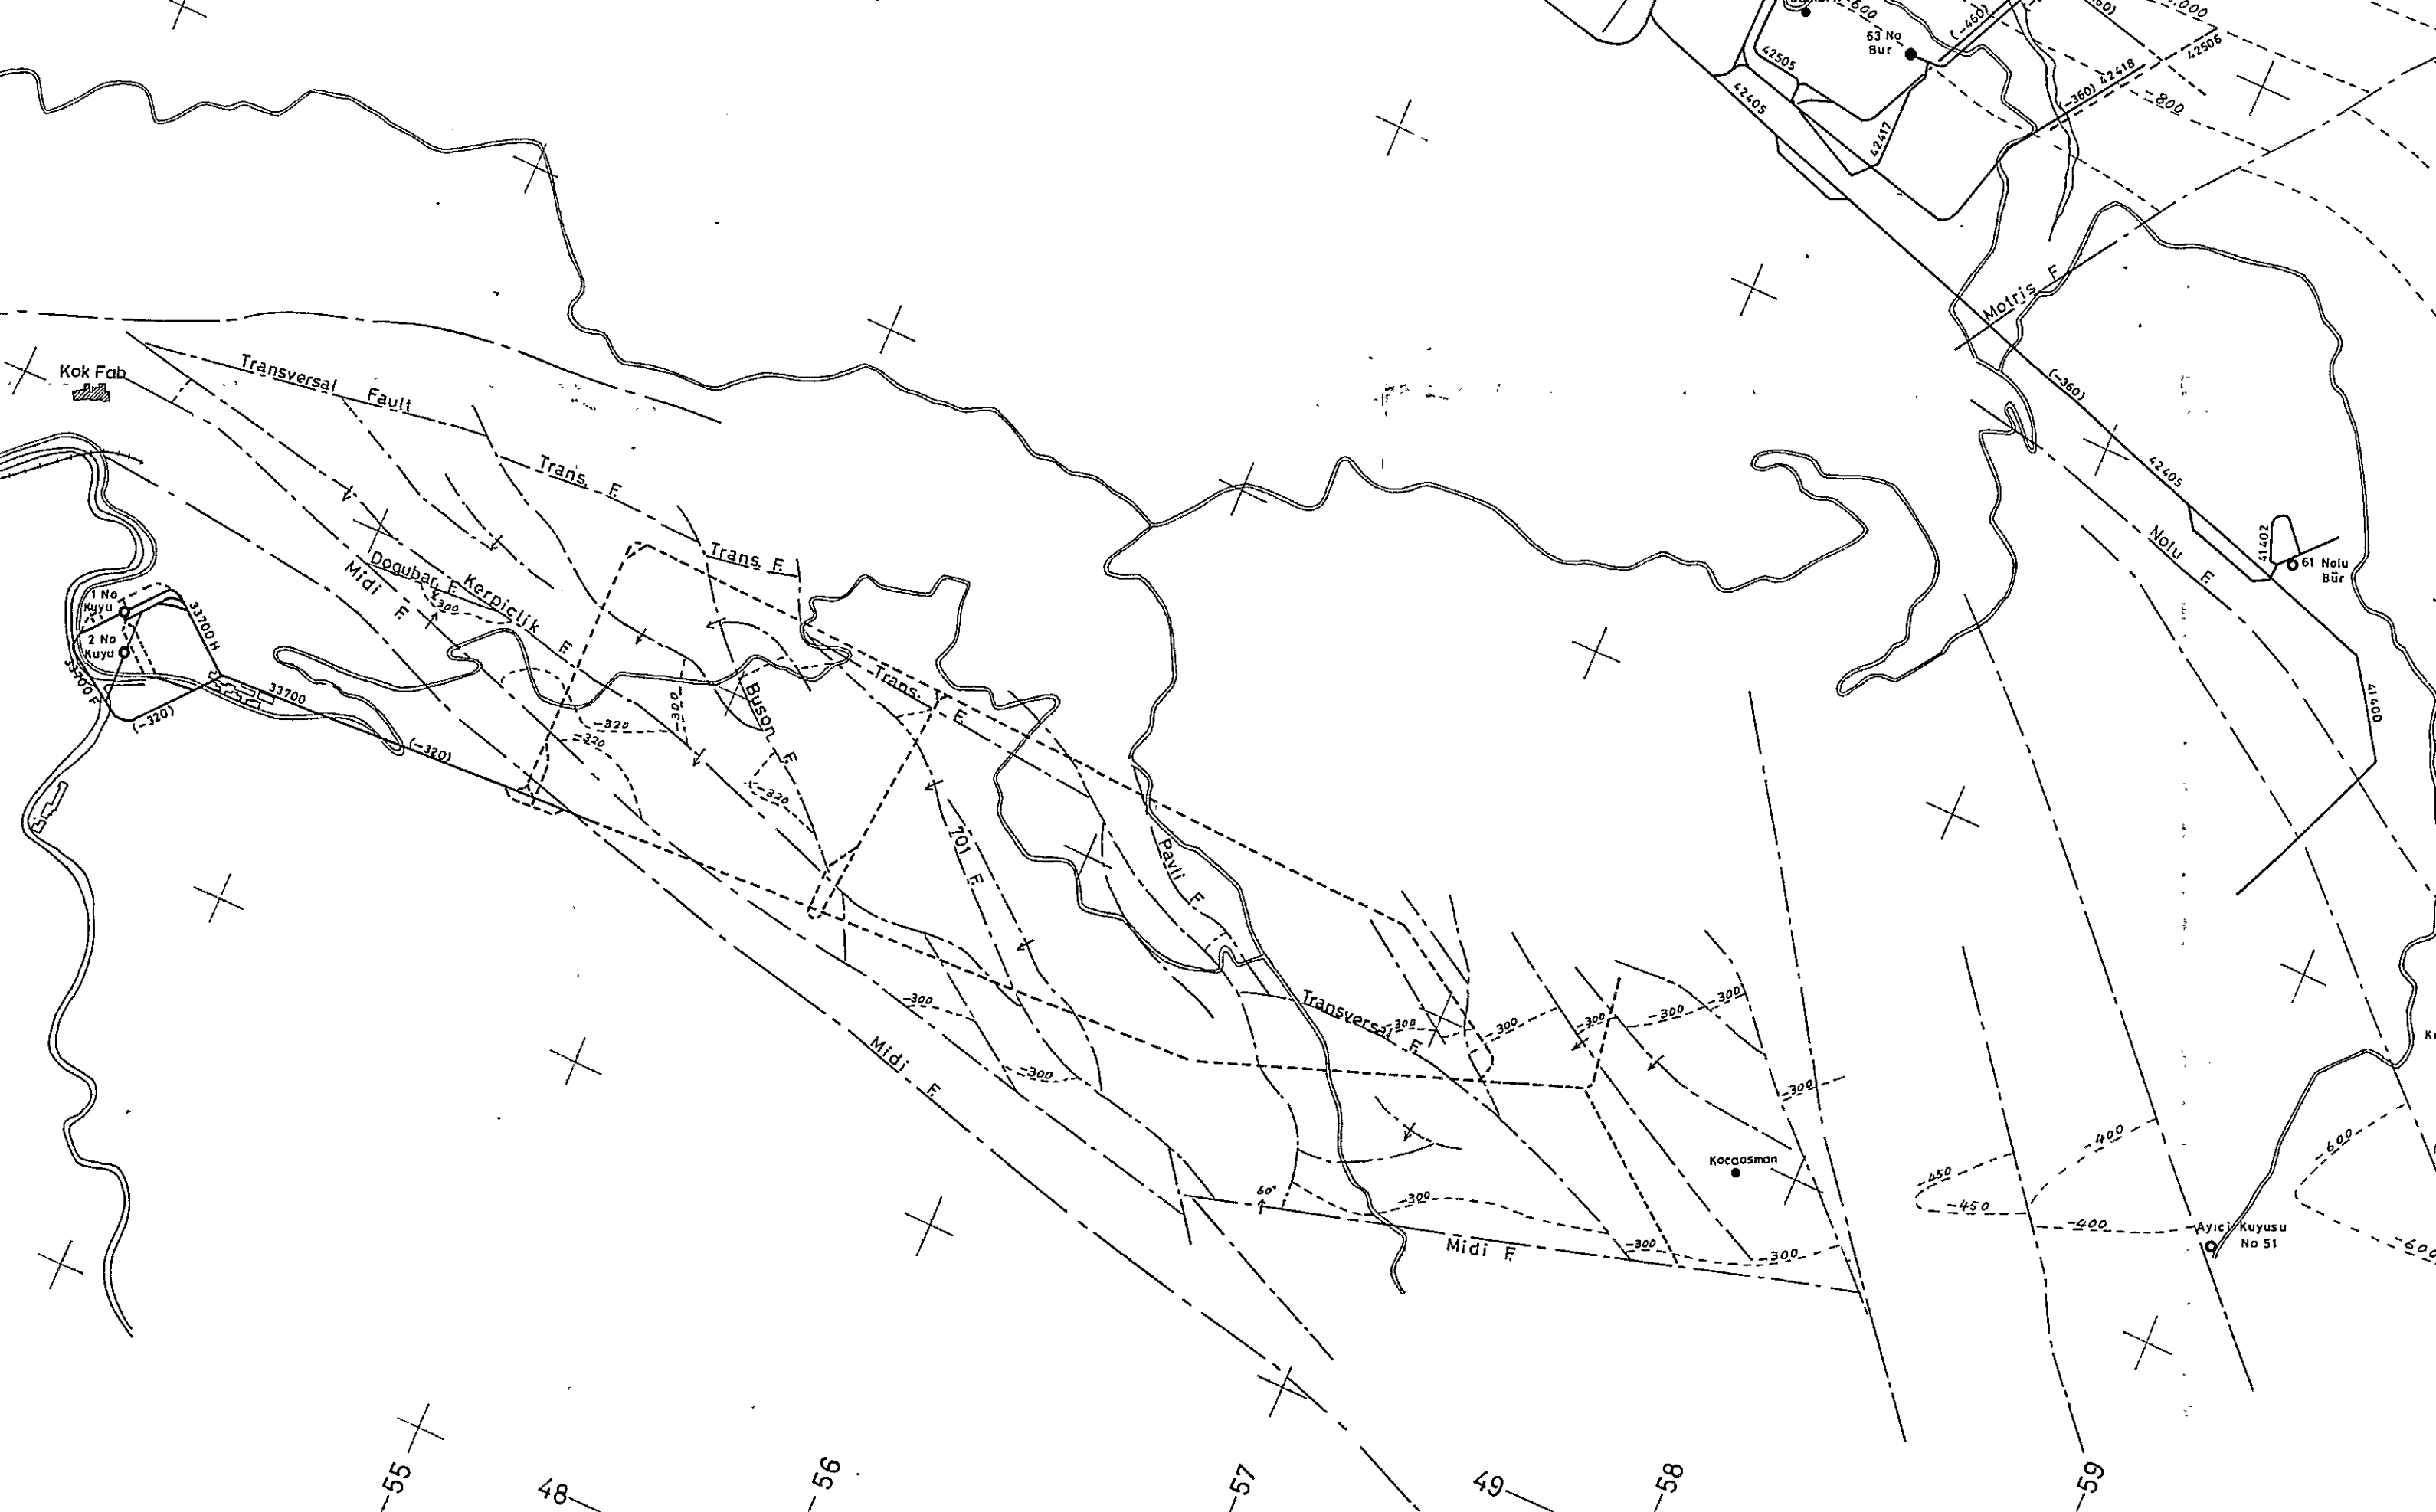 -600
63 No
Bur
(-460)
42506
42505
42405
42418
(-360)
-800
42417
Motris F.
Kok Fab
Transversal Fault
(-360)
Trans. F.
42405
Trans F.
Nolu F.
41402
61 Nolu
Bür
Dogubar F.
Kerpiclik F.
Midi F.
-300
1 No
Kuyu
33700 H
2 No
Kuyu
33700 F
33700
(-320)
(-320)
-320
-320
-300
Buson F.
-320
Trans. F.
41400
701 F.
Pavli F.
-300
-300
Midi F.
Transversal F.
-300
-300
-300
-300
-300
-300
Kocaosman
60°
-300
Midi F.
-300
-300
-450
-450
-400
-400
-600
-600
Ayıcı Kuyusu
No 51
-55
48-
-56
-57
49-
-58
-59